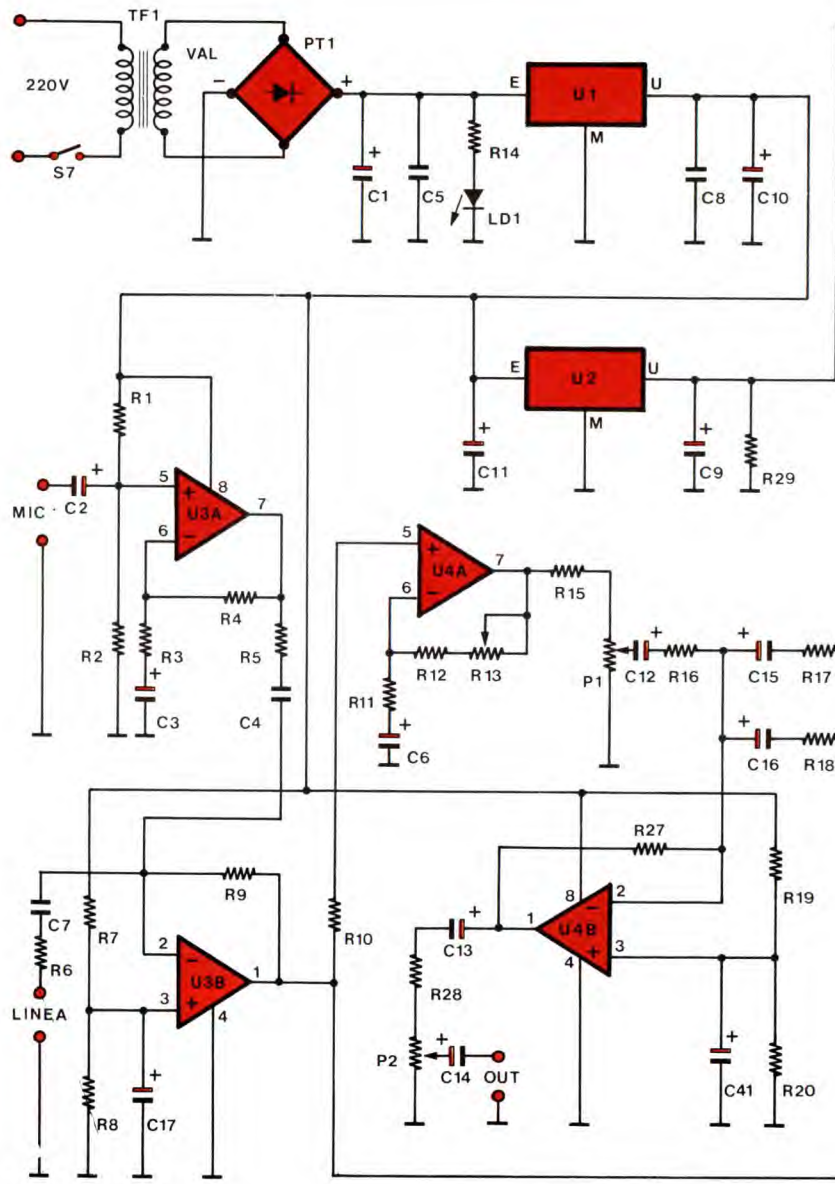 TF1
VAL
220V
S7
PT1
-
+
E
U1
U
M
R14
LD1
+
C1
C5
C8
+
C10
R1
E
U2
U
M
+
C11
+
C9
R29
MIC
C2
+
5
+
8
7
U3A
6
-
R2
R3
+
C3
R4
R5
C4
5
+
7
U4A
6
-
R12
R13
R11
+
C6
R15
P1
+
C12
R16
+
C15
R17
+
C16
R18
R27
8
2
-
1
U4B
4
+
3
R19
R20
+
C41
C7
R6
LINEA
R7
R9
2
-
U3B
1
3
+
4
R8
+
C17
R10
+
C13
R28
P2
+
C14
OUT